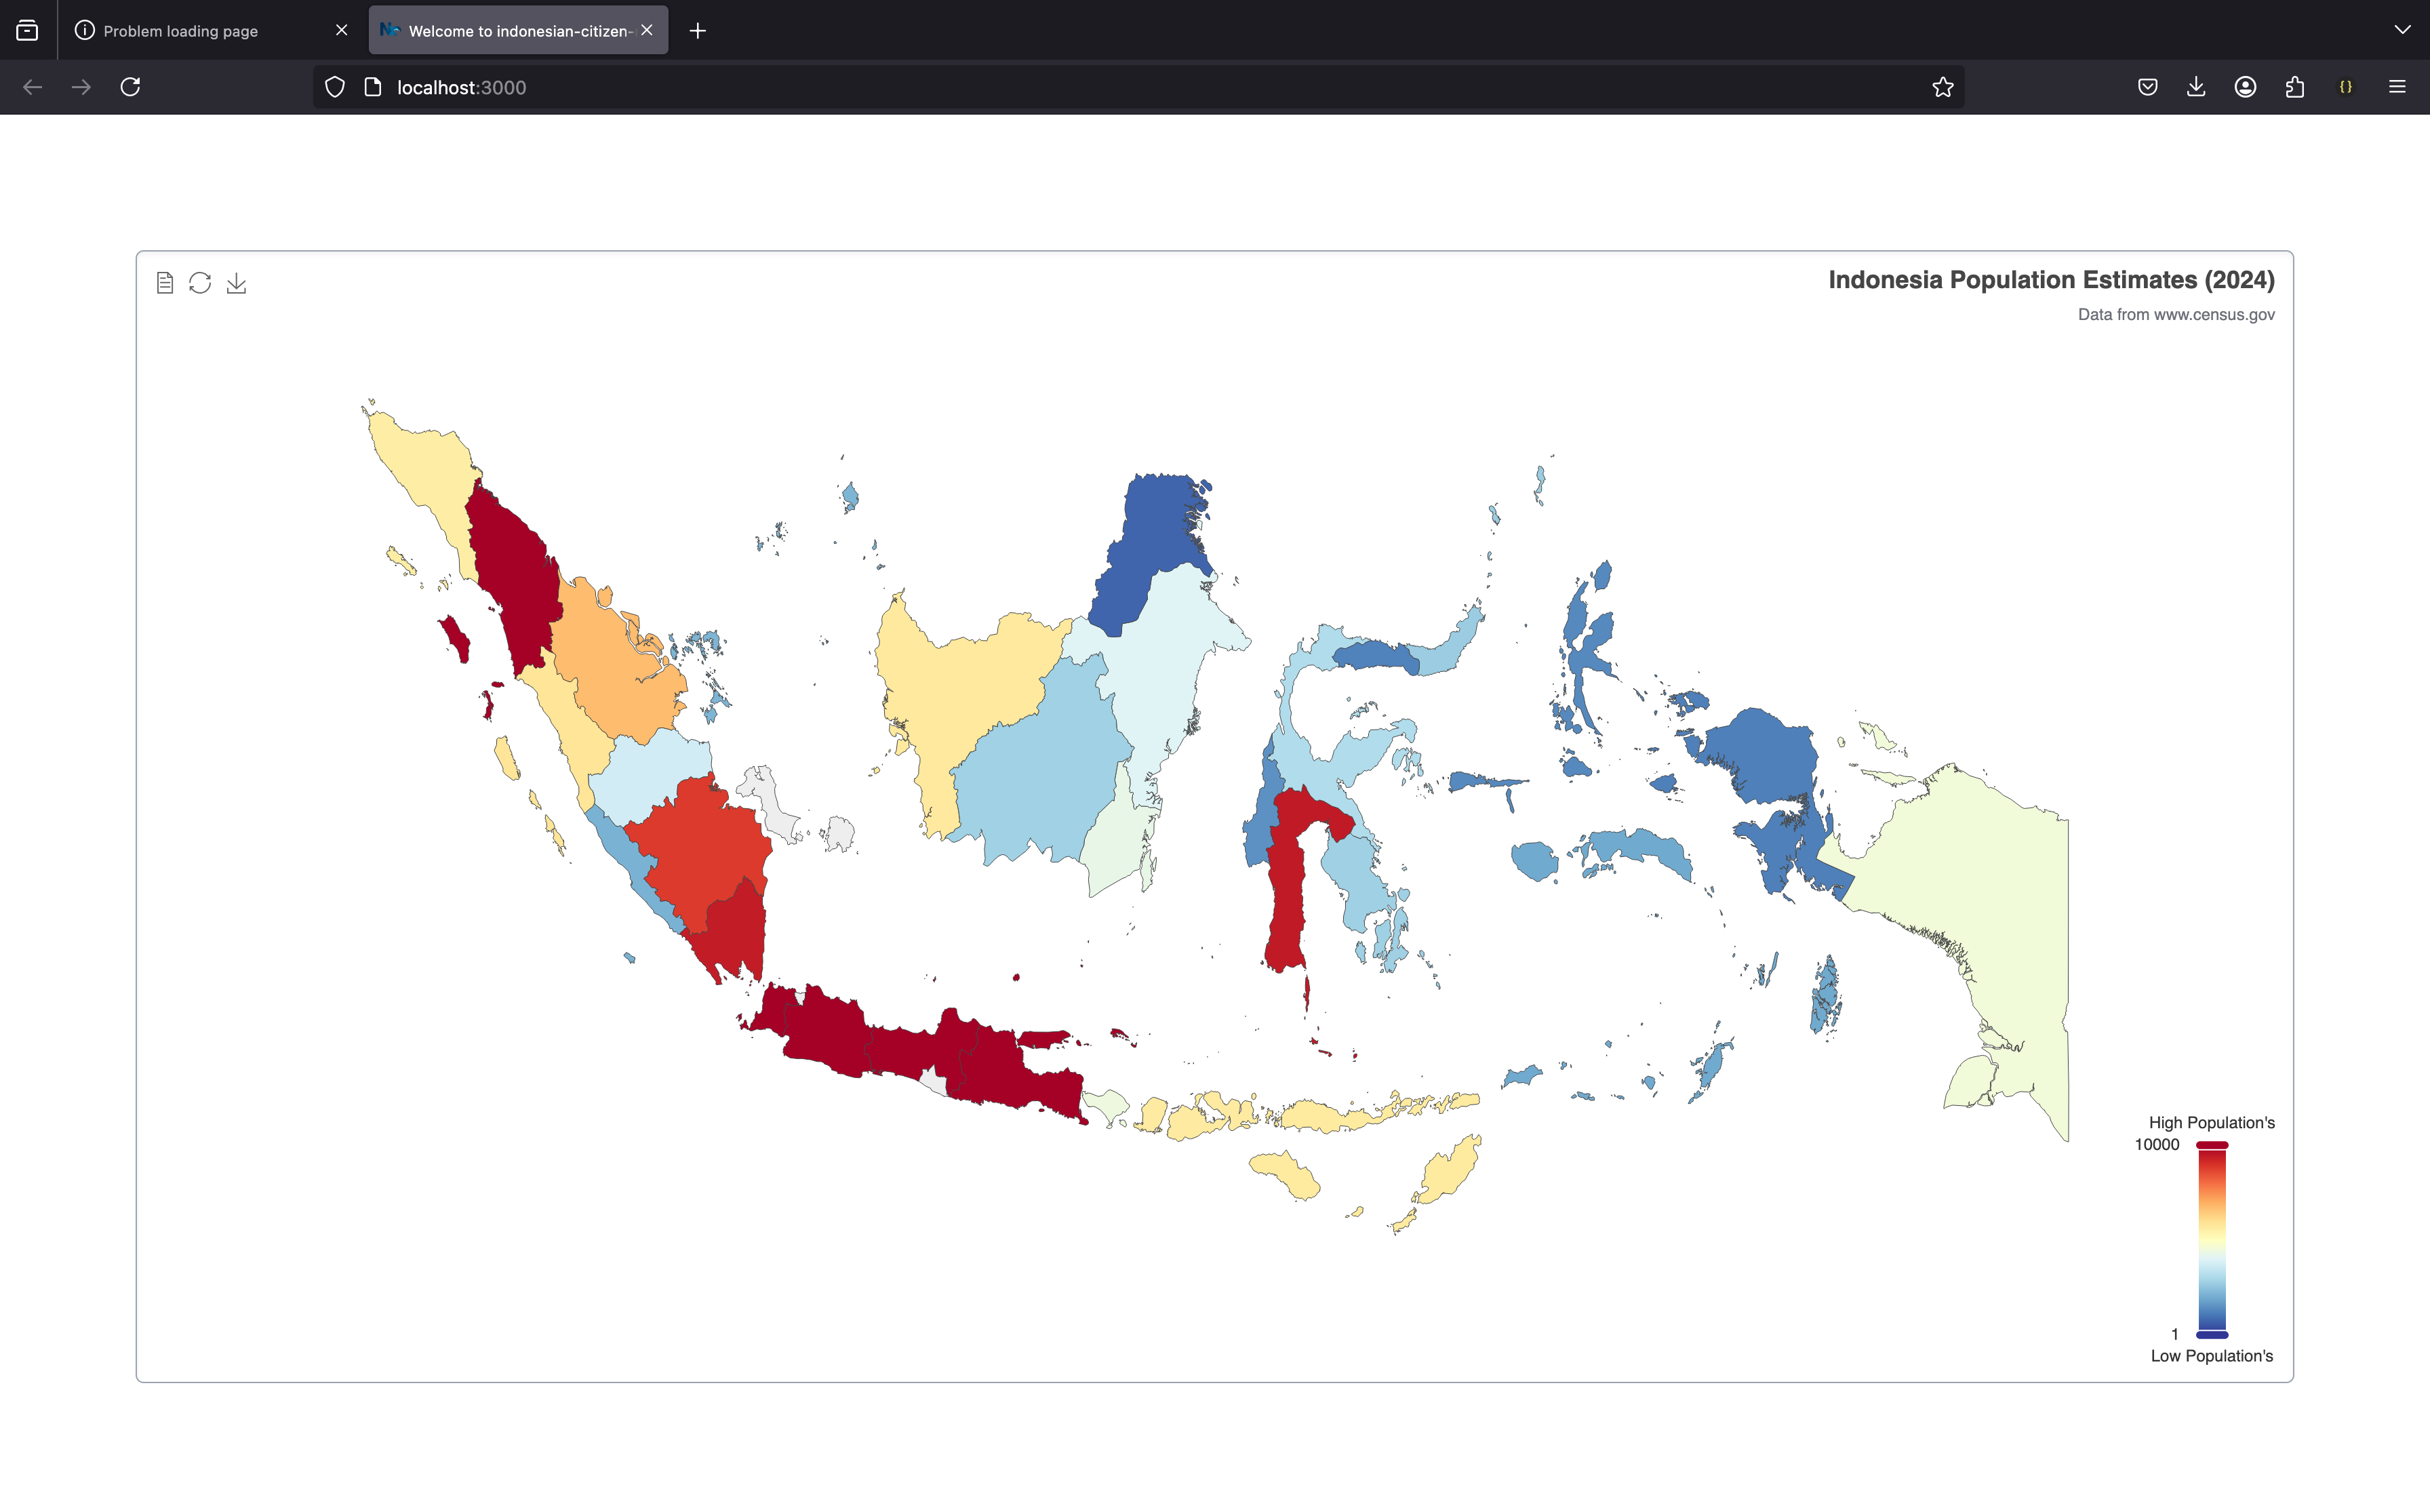 Problem loading page
Welcome to indonesian-citizen-
localhost:3000
Indonesia Population Estimates (2024)
Data from www.census.gov
High Population's
10000
1
Low Population's